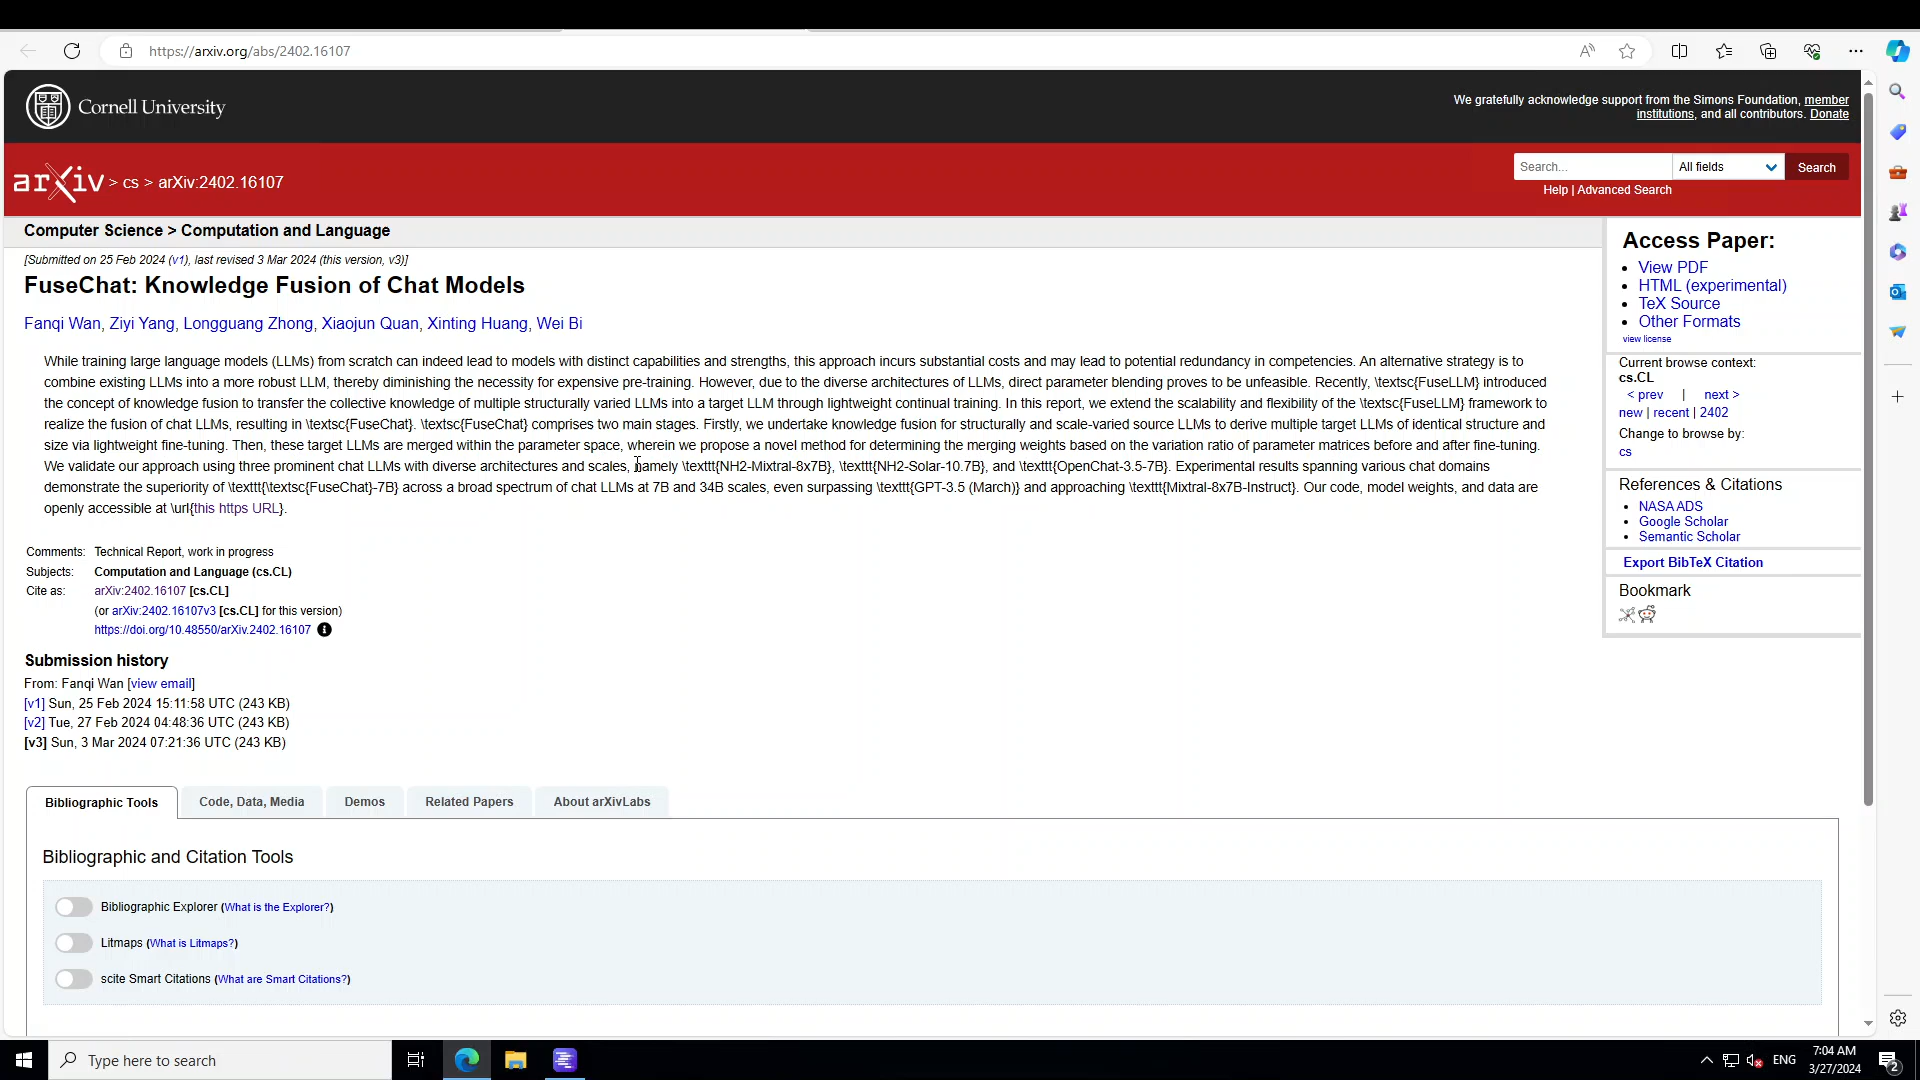 https://arxiv.org/abs/2402.16107
Cornell University
We gratefully acknowledge support from the Simons Foundation, member
institutions, and all contributors. Donate
arXiv > cs > arXiv:2402.16107
Search...
All fields
Search
Help | Advanced Search
Computer Science > Computation and Language
[Submitted on 25 Feb 2024 (v1), last revised 3 Mar 2024 (this version, v3)]
FuseChat: Knowledge Fusion of Chat Models
Fanqi Wan, Ziyi Yang, Longguang Zhong, Xiaojun Quan, Xinting Huang, Wei Bi
While training large language models (LLMs) from scratch can indeed lead to models with distinct capabilities and strengths, this approach incurs substantial costs and may lead to potential redundancy in competencies. An alternative strategy is to
combine existing LLMs into a more robust LLM, thereby diminishing the necessity for expensive pre-training. However, due to the diverse architectures of LLMs, direct parameter blending proves to be unfeasible. Recently, \textsc{FuseLLM} introduced
the concept of knowledge fusion to transfer the collective knowledge of multiple structurally varied LLMs into a target LLM through lightweight continual training. In this report, we extend the scalability and flexibility of the \textsc{FuseLLM} framework to
realize the fusion of chat LLMs, resulting in \textsc{FuseChat}. \textsc{FuseChat} comprises two main stages. Firstly, we undertake knowledge fusion for structurally and scale-varied source LLMs to derive multiple target LLMs of identical structure and
size via lightweight fine-tuning. Then, these target LLMs are merged within the parameter space, wherein we propose a novel method for determining the merging weights based on the variation ratio of parameter matrices before and after fine-tuning.
We validate our approach using three prominent chat LLMs with diverse architectures and scales, namely \texttt{NH2-Mixtral-8x7B}, \texttt{NH2-Solar-10.7B}, and \texttt{OpenChat-3.5-7B}. Experimental results spanning various chat domains
demonstrate the superiority of \texttt{\textsc{FuseChat}-7B} across a broad spectrum of chat LLMs at 7B and 34B scales, even surpassing \texttt{GPT-3.5 (March)} and approaching \texttt{Mixtral-8x7B-Instruct}. Our code, model weights, and data are
openly accessible at \url{this https URL}.
Comments: Technical Report, work in progress
Subjects: Computation and Language (cs.CL)
Cite as: arXiv:2402.16107 [cs.CL]
(or arXiv:2402.16107v3 [cs.CL] for this version)
https://doi.org/10.48550/arXiv.2402.16107
Submission history
From: Fanqi Wan [view email]
[v1] Sun, 25 Feb 2024 15:11:58 UTC (243 KB)
[v2] Tue, 27 Feb 2024 04:48:36 UTC (243 KB)
[v3] Sun, 3 Mar 2024 07:21:36 UTC (243 KB)
Access Paper:
View PDF
HTML (experimental)
TeX Source
Other Formats
view license
Current browse context:
cs.CL
< prev | next >
new | recent | 2402
Change to browse by:
cs
References & Citations
NASA ADS
Google Scholar
Semantic Scholar
Export BibTeX Citation
Bookmark
Bibliographic Tools
Code, Data, Media
Demos
Related Papers
About arXivLabs
Bibliographic and Citation Tools
Bibliographic Explorer (What is the Explorer?)
Litmaps (What is Litmaps?)
scite Smart Citations (What are Smart Citations?)
Type here to search
ENG
7:04 AM
3/27/2024
2